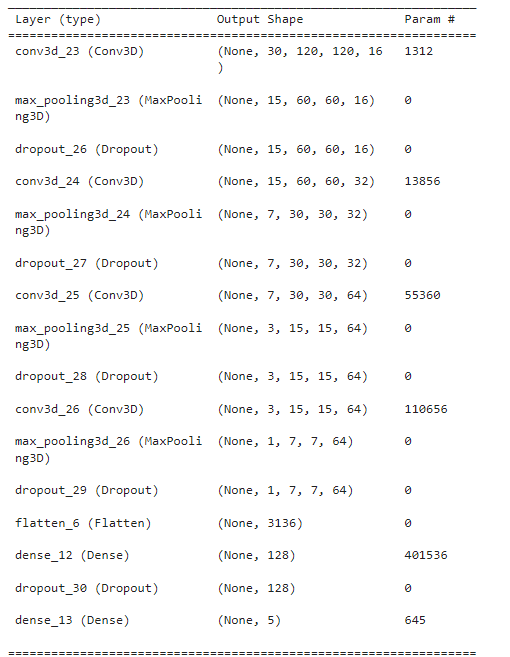 Layer (type) Output Shape Param #
conv3d_23 (Conv3D) (None, 30, 120, 120, 16 1312
)
max_pooling3d_23 (MaxPooli (None, 15, 60, 60, 16) 0
ng3D)
dropout_26 (Dropout) (None, 15, 60, 60, 16) 0
conv3d_24 (Conv3D) (None, 15, 60, 60, 32) 13856
max_pooling3d_24 (MaxPooli (None, 7, 30, 30, 32) 0
ng3D)
dropout_27 (Dropout) (None, 7, 30, 30, 32) 0
conv3d_25 (Conv3D) (None, 7, 30, 30, 64) 55360
max_pooling3d_25 (MaxPooli (None, 3, 15, 15, 64) 0
ng3D)
dropout_28 (Dropout) (None, 3, 15, 15, 64) 0
conv3d_26 (Conv3D) (None, 3, 15, 15, 64) 110656
max_pooling3d_26 (MaxPooli (None, 1, 7, 7, 64) 0
ng3D)
dropout_29 (Dropout) (None, 1, 7, 7, 64) 0
flatten_6 (Flatten) (None, 3136) 0
dense_12 (Dense) (None, 128) 401536
dropout_30 (Dropout) (None, 128) 0
dense_13 (Dense) (None, 5) 645